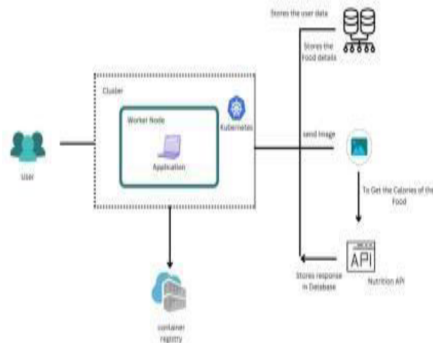 Stores the user data
Stores the
Food details
Cluster
Worker Node
Kubernetes
Application
send Image
User
To Get the Calories of the
Food
API
Stores response
in Database
Nutrition API
container
registry